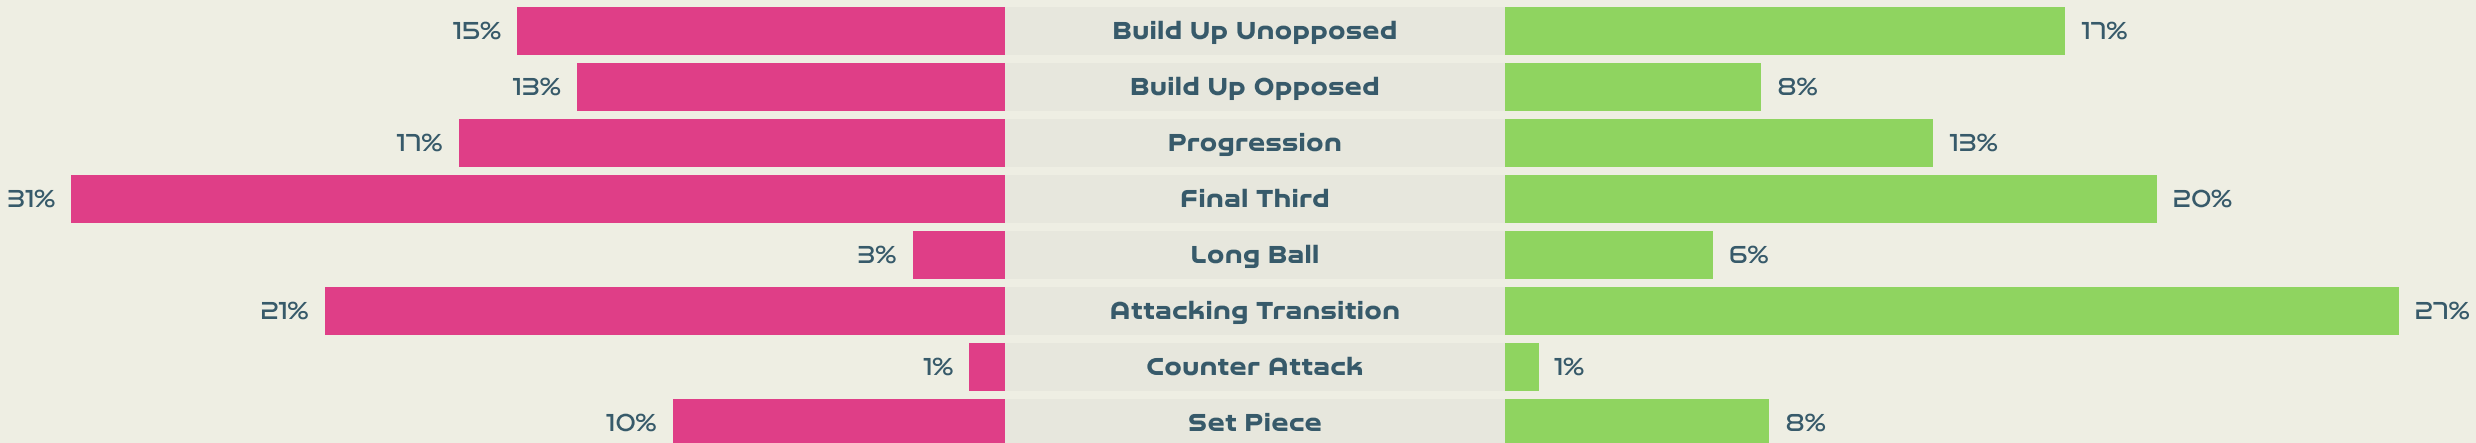 15% Build Up Unopposed 17%
13% Build Up Opposed 8%
17% Progression 13%
31% Final Third 20%
3% Long Ball 6%
21% Attacking Transition 27%
1% Counter Attack 1%
10% Set Piece 8%